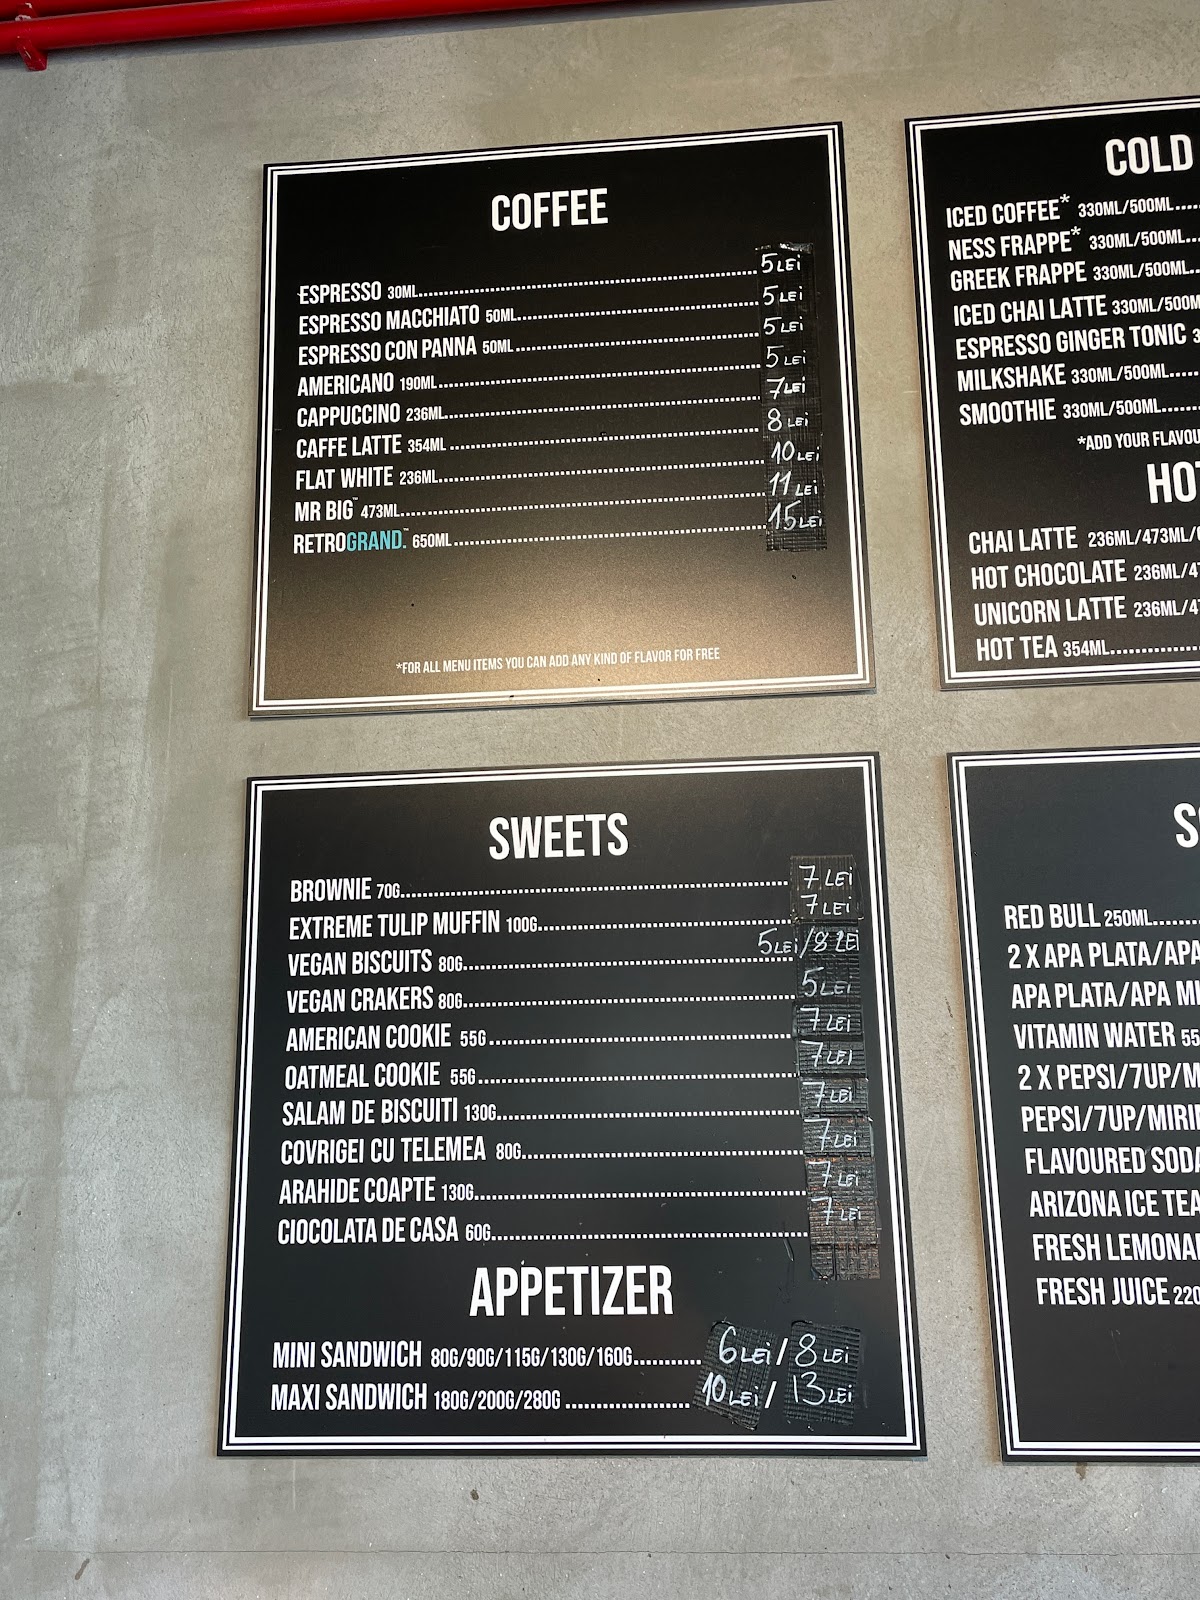 COFFEE
ESPRESSO 30ML 5 LEI
ESPRESSO MACCHIATO 50ML 5 LEI
ESPRESSO CON PANNA 50ML 5 LEI
AMERICANO 190ML 5 LEI
CAPPUCCINO 236ML 7 LEI
CAFFE LATTE 354ML 8 LEI
FLAT WHITE 236ML 10 LEI
MR BIG™ 473ML 11 LEI
RETROGRAND.™ 650ML 15 LEI
*FOR ALL MENU ITEMS YOU CAN ADD ANY KIND OF FLAVOR FOR FREE
COLD
ICED COFFEE* 330ML/500ML
NESS FRAPPE* 330ML/500ML
GREEK FRAPPE 330ML/500ML
ICED CHAI LATTE 330ML/500M
ESPRESSO GINGER TONIC 3
MILKSHAKE 330ML/500ML
SMOOTHIE 330ML/500ML
*ADD YOUR FLAVOU
HOT
CHAI LATTE 236ML/473ML/
HOT CHOCOLATE 236ML/47
UNICORN LATTE 236ML/47
HOT TEA 354ML
SWEETS
BROWNIE 70G 7 LEI
EXTREME TULIP MUFFIN 100G 7 LEI
VEGAN BISCUITS 80G 5 LEI/8 LEI
VEGAN CRAKERS 80G 5 LEI
AMERICAN COOKIE 55G 7 LEI
OATMEAL COOKIE 55G 7 LEI
SALAM DE BISCUITI 130G 7 LEI
COVRIGEI CU TELEMEA 80G 7 LEI
ARAHIDE COAPTE 130G 7 LEI
CIOCOLATA DE CASA 60G 7 LEI
APPETIZER
MINI SANDWICH 80G/90G/115G/130G/160G 6 LEI/8 LEI
MAXI SANDWICH 180G/200G/280G 10 LEI/13 LEI
RED BULL 250ML
2 X APA PLATA/APA
APA PLATA/APA MI
VITAMIN WATER 55
2 X PEPSI/7UP/M
PEPSI/7UP/MIRIN
FLAVOURED SODA
ARIZONA ICE TEA
FRESH LEMONA
FRESH JUICE 220